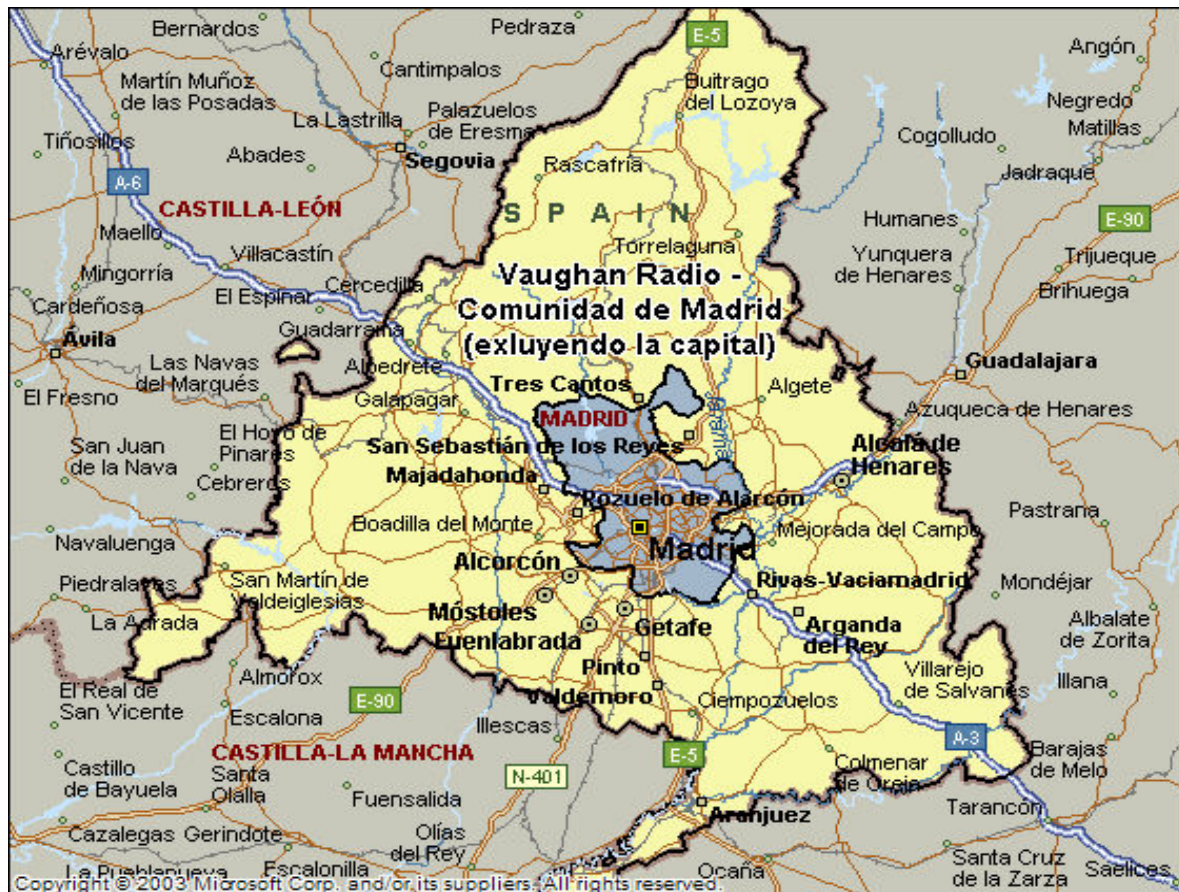 Bernardos
Pedraza
E-5
Arévalo
Cantimpalos
Angón
Martín Muñoz
de las Posadas
Buitrago
del Lozoya
Negredo
La Lastrilla
Palazuelos
de Eresma
Cogolludo
Matillas
Tiñosillos
Abades
Segovia
Rascafría
Jadraque
A-6
CASTILLA-LEÓN
SPAIN
Humanes
E-90
Maello
Villacastín
Torrelaguna
Yunquera
de Henares
Trijueque
Mingorría
Cercedilla
Vaughan Radio -
Comunidad de Madrid
(exluyendo la capital)
Brihuega
Cardeñosa
El Espinar
Guadarrama
Ávila
Las Navas
del Marqués
Alpedrete
Guadalajara
El Fresno
Galapagar
Tres Cantos
Algete
MADRID
Jarama
Azuqueca de Henares
San Juan
de la Nava
El Hoyo de
Pinares
San Sebastián de los Reyes
Alcalá de
Henares
Cebreros
Majadahonda
Pozuelo de Alarcón
Pastrana
Navaluenga
Boadilla del Monte
Madrid
Mejorada del Campo
Piedralaves
San Martín de
Valdeiglesias
Alcorcón
Rivas-Vaciamadrid
Mondéjar
La Adrada
Móstoles
Fuenlabrada
Getafe
Arganda
del Rey
Albalate
de Zorita
Almorox
Pinto
Villarejo
de Salvanés
El Real de
San Vicente
E-90
Valdemoro
Ciempozuelos
Illana
Escalona
Illescas
CASTILLA-LA MANCHA
A-3
Castillo
de Bayuela
Santa
Olalla
N-401
E-5
Colmenar
de Oreja
Barajas
de Melo
Fuensalida
Aranjuez
Tarancón
Cazalegas
Gerindote
Olías
del Rey
La Pueblanueva
Escalonilla
Ocaña
Santa Cruz
de la Zarza
Saelices
Copyright © 2003 Microsoft Corp. and/or its suppliers. All rights reserved.